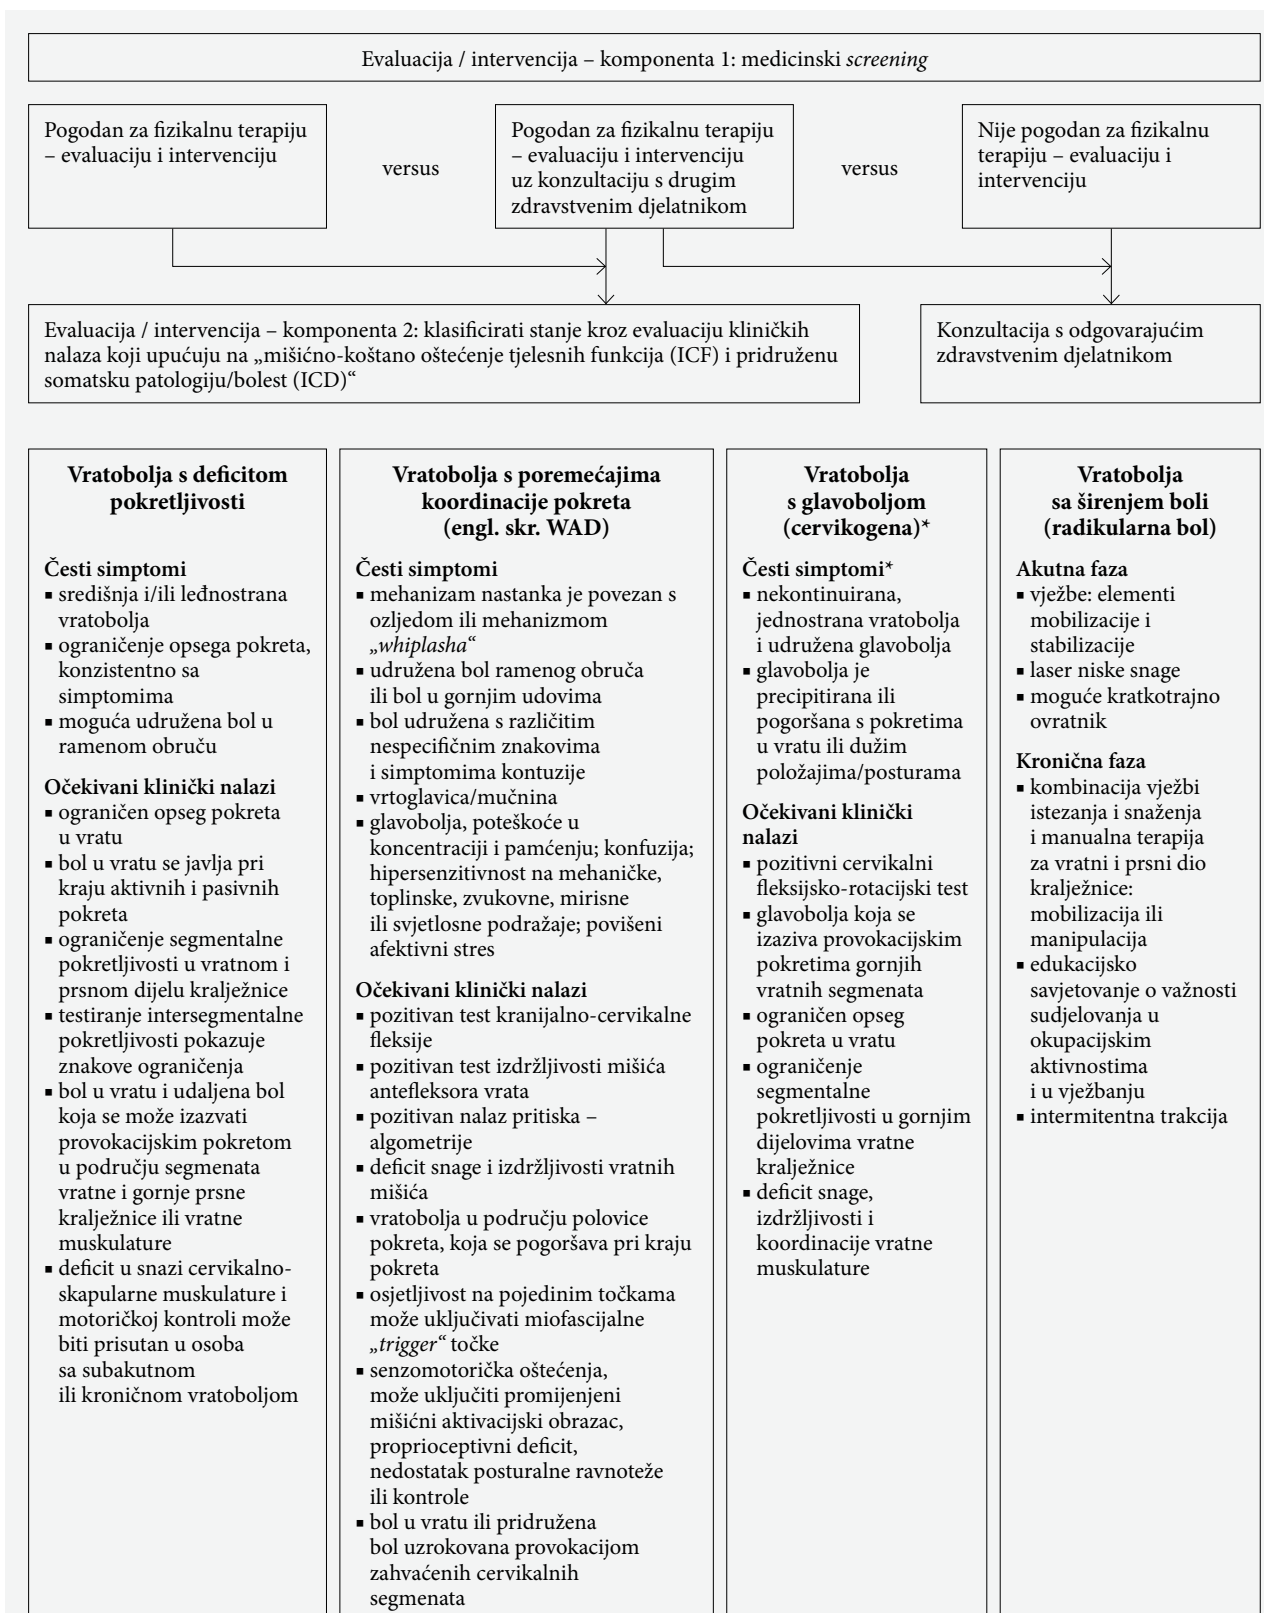 Evaluacija / intervencija – komponenta 1: medicinski screening
Pogodan za fizikalnu terapiju
– evaluaciju i intervenciju
versus
Pogodan za fizikalnu terapiju
– evaluaciju i intervenciju
uz konzultaciju s drugim
zdravstvenim djelatnikom
versus
Nije pogodan za fizikalnu
terapiju – evaluaciju i
intervenciju
Evaluacija / intervencija – komponenta 2: klasificirati stanje kroz evaluaciju kliničkih
nalaza koji upućuju na „mišićno-koštano oštećenje tjelesnih funkcija (ICF) i pridruženu
somatsku patologiju/bolest (ICD)“
Konzultacija s odgovarajućim
zdravstvenim djelatnikom
Vratobolja s deficitom
pokretljivosti
Česti simptomi
▪ središnja i/ili leđnostrana
vratobolja
▪ ograničenje opsega pokreta,
konzistentno sa
simptomima
▪ moguća udružena bol u
ramenom obruču
Očekivani klinički nalazi
▪ ograničen opseg pokreta
u vratu
▪ bol u vratu se javlja pri
kraju aktivnih i pasivnih
pokreta
▪ ograničenje segmentalne
pokretljivosti u vratnom i
prsnom dijelu kralježnice
▪ testiranje intersegmentalne
pokretljivosti pokazuje
znakove ograničenja
▪ bol u vratu i udaljena bol
koja se može izazvati
provokacijskim pokretom
u području segmenata
vratne i gornje prsne
kralježnice ili vratne
muskulature
▪ deficit u snazi cervikalno-
skapularne muskulature i
motoričkoj kontroli može
biti prisutan u osoba
sa subakutnom
ili kroničnom vratoboljom
Vratobolja s poremećajima
koordinacije pokreta
(engl. skr. WAD)
Česti simptomi
▪ mehanizam nastanka je povezan s
ozljedom ili mehanizmom
„whiplasha“
▪ udružena bol ramenog obruča
ili bol u gornjim udovima
▪ bol udružena s različitim
nespecifičnim znakovima
i simptomima kontuzije
▪ vrtoglavica/mučnina
▪ glavobolja, poteškoće u
koncentraciji i pamćenju; konfuzija;
hipersenzitivnost na mehaničke,
toplinske, zvukovne, mirisne
ili svjetlosne podražaje; povišeni
afektivni stres
Očekivani klinički nalazi
▪ pozitivan test kranijalno-cervikalne
fleksije
▪ pozitivan test izdržljivosti mišića
antefleksora vrata
▪ pozitivan nalaz pritiska –
algometrije
▪ deficit snage i izdržljivosti vratnih
mišića
▪ vratobolja u području polovice
pokreta, koja se pogoršava pri kraju
pokreta
▪ osjetljivost na pojedinim točkama
može uključivati miofascijalne
„trigger“ točke
▪ senzomotorička oštećenja,
može uključiti promijenjeni
mišićni aktivacijski obrazac,
proprioceptivni deficit,
nedostatak posturalne ravnoteže
ili kontrole
▪ bol u vratu ili pridružena
bol uzrokovana provokacijom
zahvaćenih cervikalnih
segmenata
Vratobolja
s glavoboljom
(cervikogena)*
Česti simptomi*
▪ nekontinuirana,
jednostrana vratobolja
i udružena glavobolja
▪ glavobolja je
precipitirana ili
pogoršana s pokretima
u vratu ili dužim
položajima/posturama
Očekivani klinički
nalazi
▪ pozitivni cervikalni
fleksijsko-rotacijski test
▪ glavobolja koja se
izaziva provokacijskim
pokretima gornjih
vratnih segmenata
▪ ograničen opseg
pokreta u vratu
▪ ograničenje
segmentalne
pokretljivosti u gornjim
dijelovima vratne
kralježnice
▪ deficit snage,
izdržljivosti i
koordinacije vratne
muskulature
Vratobolja
sa širenjem boli
(radikularna bol)
Akutna faza
▪ vježbe: elementi
mobilizacije i
stabilizacije
▪ laser niske snage
▪ moguće kratkotrajno
ovratnik
Kronična faza
▪ kombinacija vježbi
istezanja i snaženja
i manualna terapija
za vratni i prsni dio
kralježnice:
mobilizacija ili
manipulacija
▪ edukacijsko
savjetovanje o važnosti
sudjelovanja u
okupacijskim
aktivnostima
i u vježbanju
▪ intermitentna trakcija